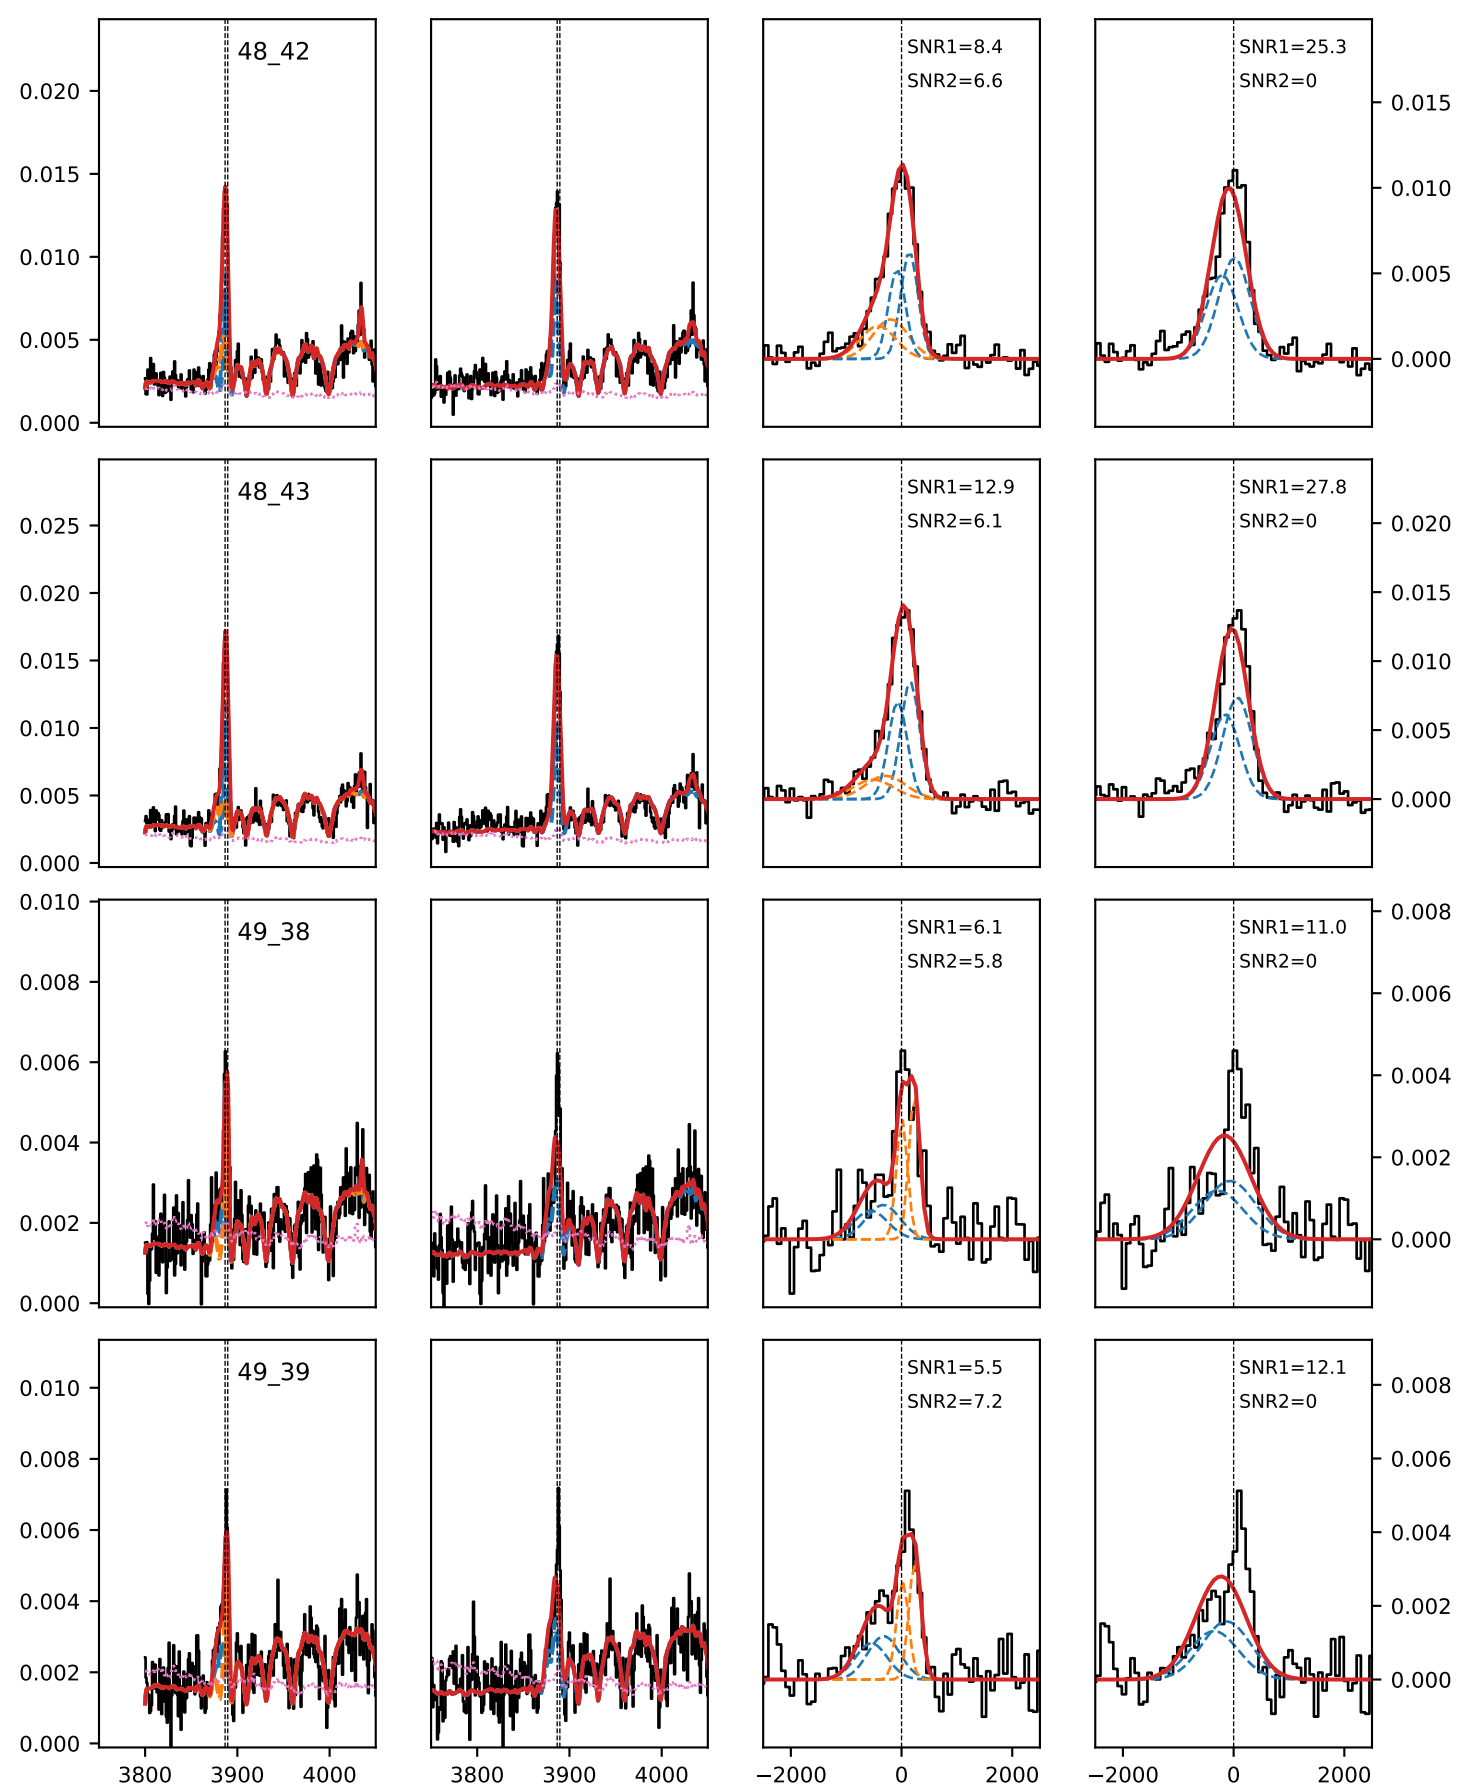 48_42
SNR1=8.4
SNR2=6.6
SNR1=25.3
SNR2=0
0.020
0.015
0.010
0.005
0.000
0.015
0.010
0.005
0.000
48_43
SNR1=12.9
SNR2=6.1
SNR1=27.8
SNR2=0
0.025
0.020
0.015
0.010
0.005
0.000
0.020
0.015
0.010
0.005
0.000
49_38
SNR1=6.1
SNR2=5.8
SNR1=11.0
SNR2=0
0.010
0.008
0.006
0.004
0.002
0.000
0.008
0.006
0.004
0.002
0.000
49_39
SNR1=5.5
SNR2=7.2
SNR1=12.1
SNR2=0
0.010
0.008
0.006
0.004
0.002
0.000
0.008
0.006
0.004
0.002
0.000
3800 3900 4000
3800 3900 4000
−2000 0 2000
−2000 0 2000